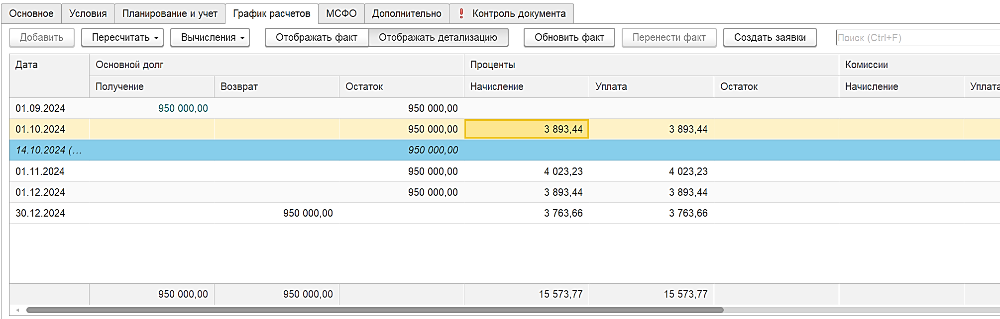 Основное Условия Планирование и учет График расчетов МСФО Дополнительно Контроль документа
Добавить Пересчитать Вычисления Отображать факт Отображать детализацию Обновить факт Перенести факт Создать заявки Поиск (Ctrl+F)
Дата Основной долг Проценты Комиссии
Получение Возврат Остаток Начисление Уплата Остаток Начисление Уплата
01.09.2024 950 000,00 950 000,00
01.10.2024 950 000,00 3 893,44 3 893,44
14.10.2024 (... 950 000,00
01.11.2024 950 000,00 4 023,23 4 023,23
01.12.2024 950 000,00 3 893,44 3 893,44
30.12.2024 950 000,00 3 763,66 3 763,66
950 000,00 950 000,00 15 573,77 15 573,77